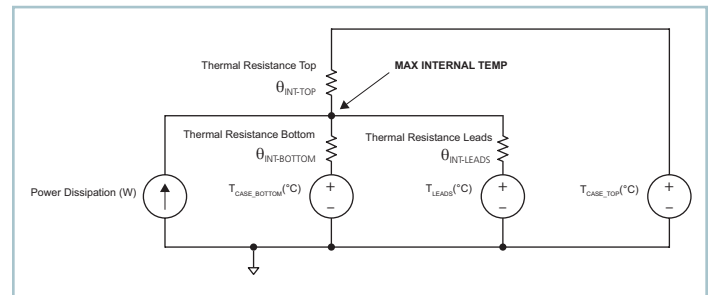 Thermal Resistance Top
MAX INTERNAL TEMP
θINT-TOP
Thermal Resistance Bottom
Thermal Resistance Leads
θINT-BOTTOM
θINT-LEADS
Power Dissipation (W)
TCASE_BOTTOM(°C)
+
–
TLEADS(°C)
+
–
TCASE_TOP(°C)
+
–